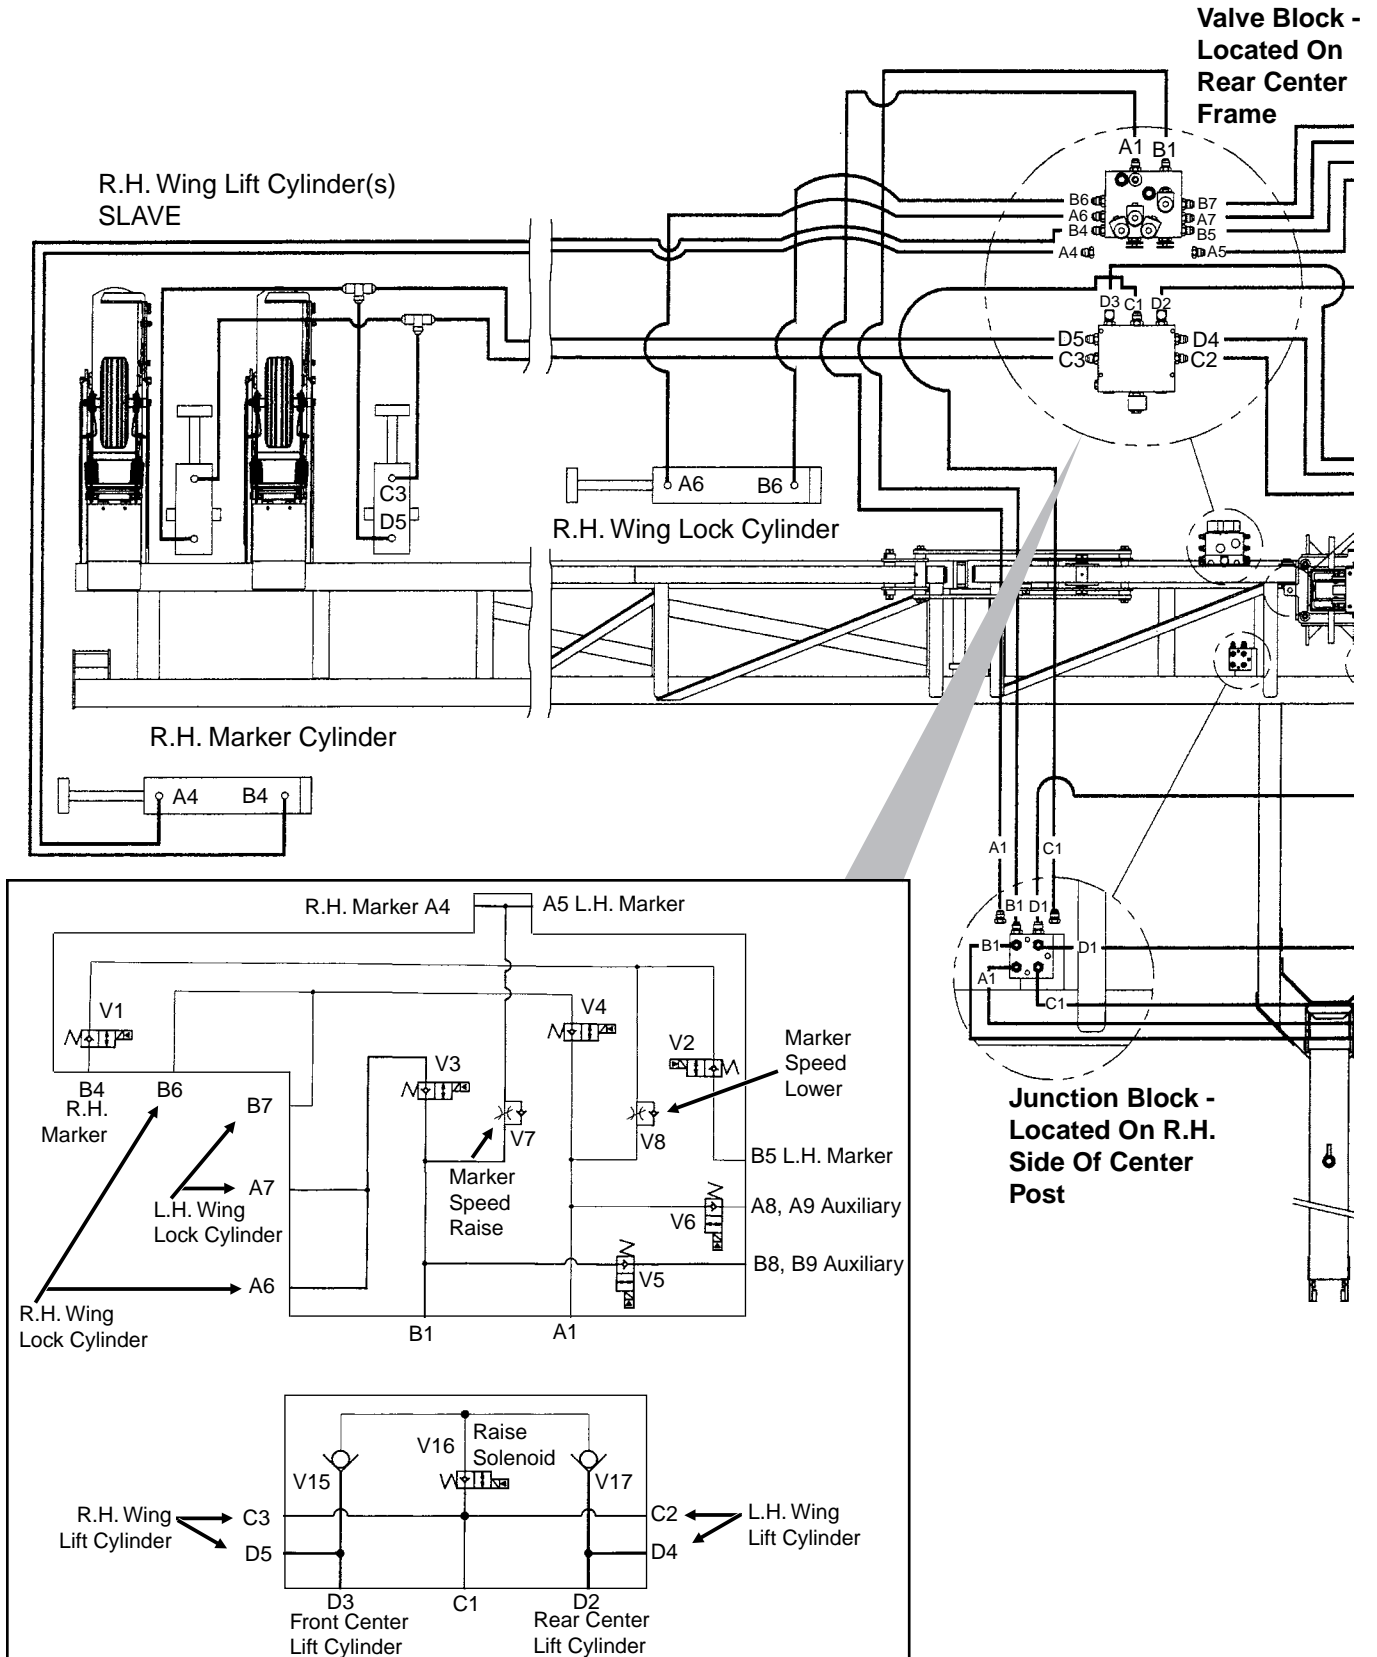 Valve Block -
Located On
Rear Center
Frame
A1 B1
R.H. Wing Lift Cylinder(s)
SLAVE
B6
A6
B4
A4
B7
A7
B5
A5
D3 C1 D2
D5
C3
D4
C2
C3
D5
A6
B6
R.H. Wing Lock Cylinder
R.H. Marker Cylinder
A4
B4
A1
C1
B1 D1
B1
D1
A1
C1
Junction Block -
Located On R.H.
Side Of Center
Post
R.H. Marker A4
A5 L.H. Marker
V1
V4
V2
V3
Marker
Speed
Lower
B4
R.H.
Marker
B6
B7
V7
V8
Marker
Speed
Raise
B5 L.H. Marker
A7
L.H. Wing
Lock Cylinder
V6
A8, A9 Auxiliary
V5
B8, B9 Auxiliary
A6
R.H. Wing
Lock Cylinder
B1
A1
V16
Raise
Solenoid
V15
V17
R.H. Wing
Lift Cylinder
C3
D5
C2
D4
L.H. Wing
Lift Cylinder
D3
Front Center
Lift Cylinder
C1
D2
Rear Center
Lift Cylinder